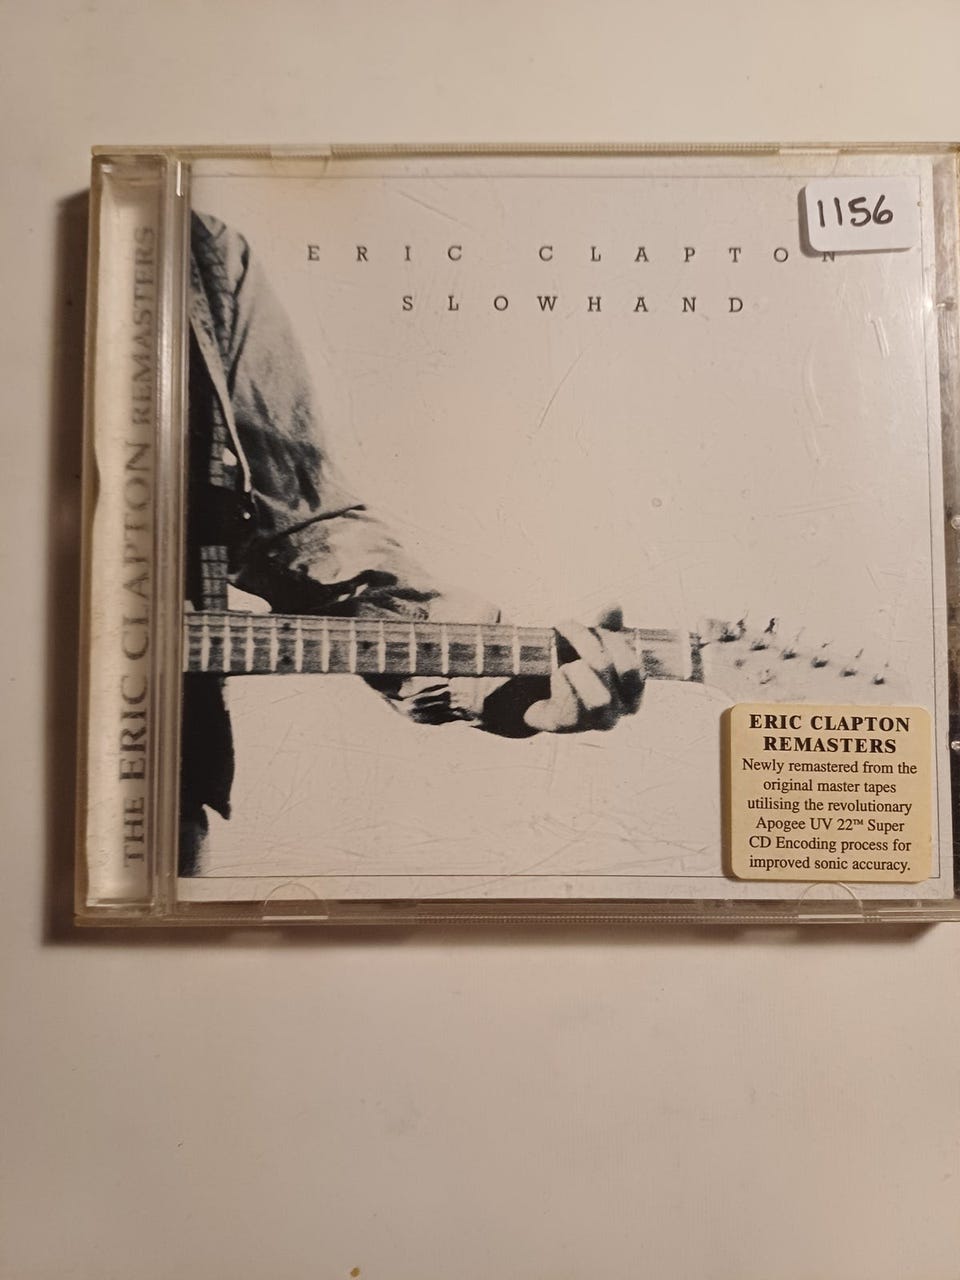 1156
ERIC CLAPTON
SLOWHAND
THE ERIC CLAPTON REMASTERS
ERIC CLAPTON
REMASTERS
Newly remastered from the
original master tapes
utilising the revolutionary
Apogee UV 22™ Super
CD Encoding process for
improved sonic accuracy.